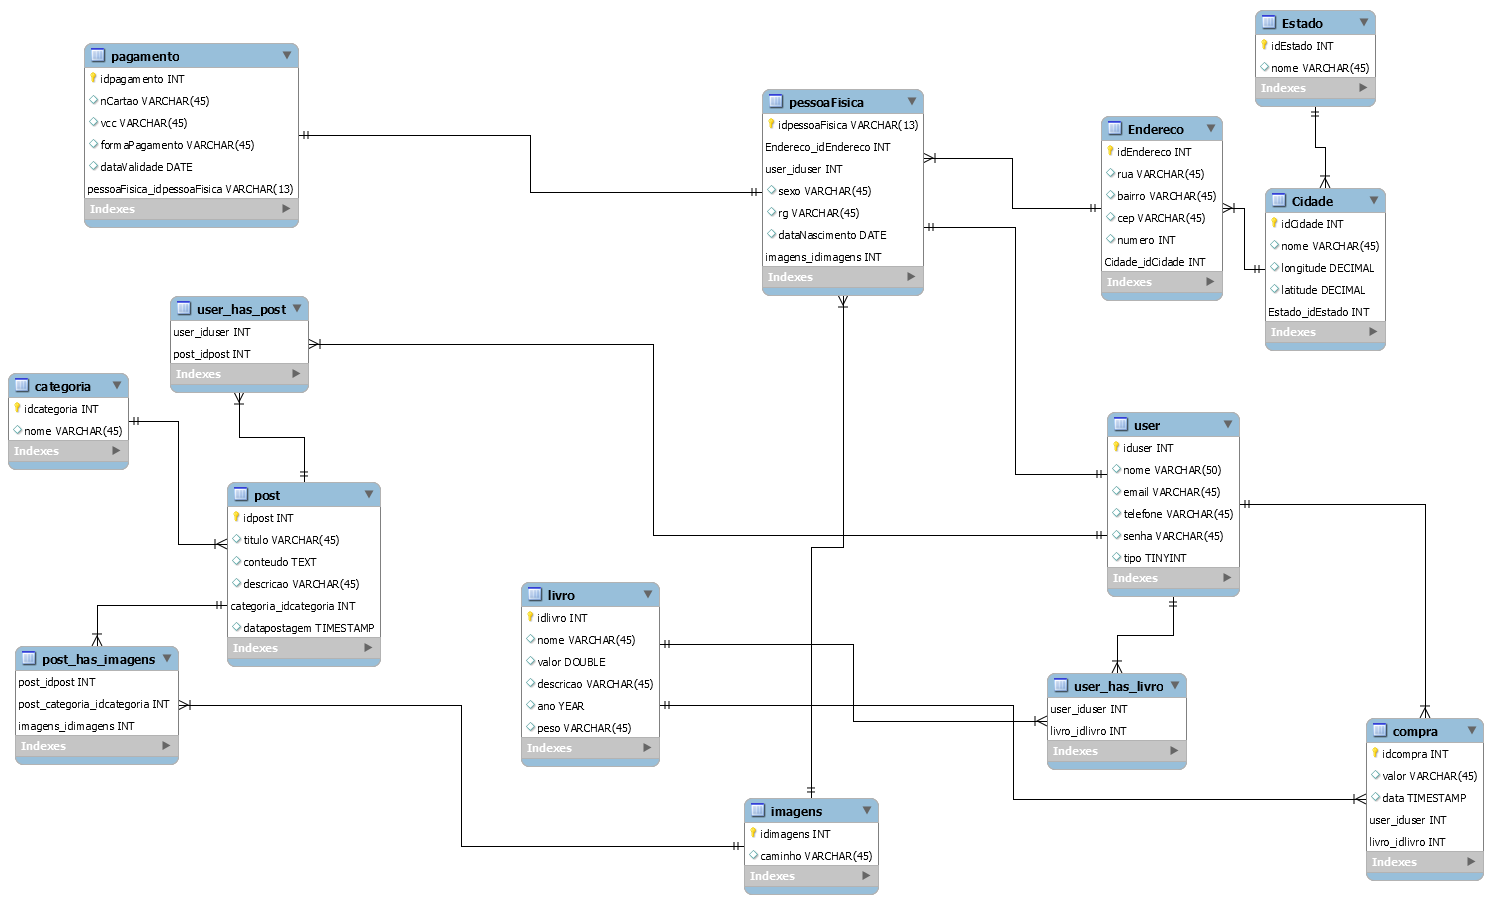 Estado
idEstado INT
nome VARCHAR(45)
Indexes
pagamento
idpagamento INT
nCartao VARCHAR(45)
vcc VARCHAR(45)
formaPagamento VARCHAR(45)
dataValidade DATE
pessoaFisica_idpessoaFisica VARCHAR(13)
Indexes
pessoaFisica
idpessoaFisica VARCHAR(13)
Endereco_idEndereco INT
user_iduser INT
sexo VARCHAR(45)
rg VARCHAR(45)
dataNascimento DATE
imagens_idimagens INT
Indexes
Endereco
idEndereco INT
rua VARCHAR(45)
bairro VARCHAR(45)
cep VARCHAR(45)
numero INT
Cidade_idCidade INT
Indexes
Cidade
idCidade INT
nome VARCHAR(45)
longitude DECIMAL
latitude DECIMAL
Estado_idEstado INT
Indexes
user_has_post
user_iduser INT
post_idpost INT
Indexes
categoria
idcategoria INT
nome VARCHAR(45)
Indexes
user
iduser INT
nome VARCHAR(50)
email VARCHAR(45)
telefone VARCHAR(45)
senha VARCHAR(45)
tipo TINYINT
Indexes
post
idpost INT
titulo VARCHAR(45)
conteudo TEXT
descricao VARCHAR(45)
categoria_idcategoria INT
datapostagem TIMESTAMP
Indexes
livro
idlivro INT
nome VARCHAR(45)
valor DOUBLE
descricao VARCHAR(45)
ano YEAR
peso VARCHAR(45)
Indexes
post_has_imagens
post_idpost INT
post_categoria_idcategoria INT
imagens_idimagens INT
Indexes
user_has_livro
user_iduser INT
livro_idlivro INT
Indexes
compra
idcompra INT
valor VARCHAR(45)
data TIMESTAMP
user_iduser INT
livro_idlivro INT
Indexes
imagens
idimagens INT
caminho VARCHAR(45)
Indexes